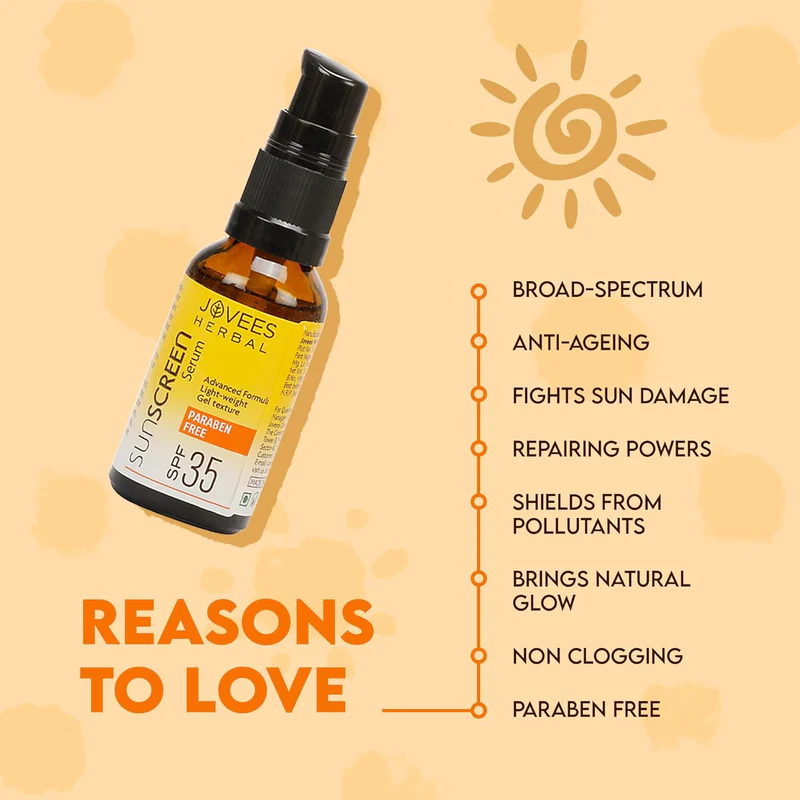 JOVEES
HERBAL
SUNSCREEN
Serum
Advanced Formula
Light-weight
Gel texture
PARABEN
FREE
SPF
35
BROAD-SPECTRUM
ANTI-AGEING
FIGHTS SUN DAMAGE
REPAIRING POWERS
SHIELDS FROM
POLLUTANTS
BRINGS NATURAL
GLOW
NON CLOGGING
PARABEN FREE
REASONS
TO LOVE